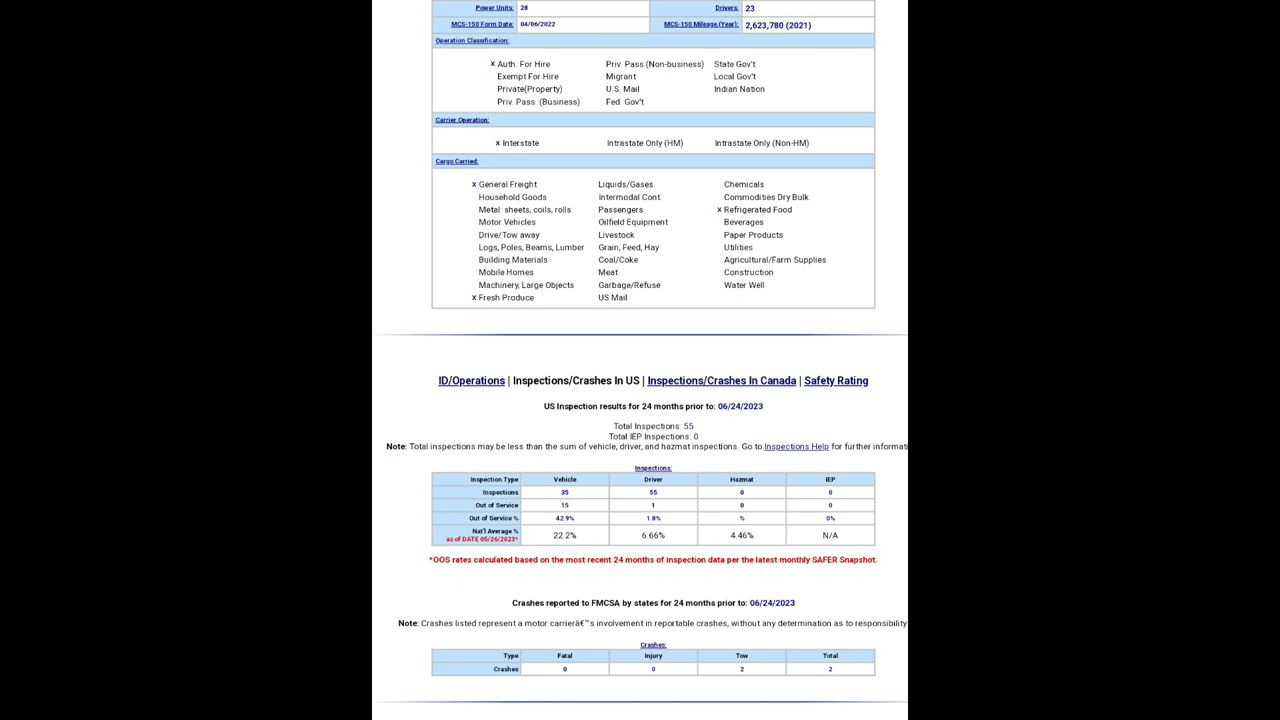 Power Units: 28 Drivers: 23
MCS-150 Form Date: 04/06/2022 MCS-150 Mileage (Year): 2,623,780 (2021)
Operation Classification:
x Auth. For Hire Priv. Pass.(Non-business) State Gov't
Exempt For Hire Migrant Local Gov't
Private(Property) U.S. Mail Indian Nation
Priv. Pass. (Business) Fed. Gov't
Carrier Operation:
x Interstate Intrastate Only (HM) Intrastate Only (Non-HM)
Cargo Carried:
x General Freight Liquids/Gases Chemicals
Household Goods Intermodal Cont. Commodities Dry Bulk
Metal: sheets, coils, rolls Passengers x Refrigerated Food
Motor Vehicles Oilfield Equipment Beverages
Drive/Tow away Livestock Paper Products
Logs, Poles, Beams, Lumber Grain, Feed, Hay Utilities
Building Materials Coal/Coke Agricultural/Farm Supplies
Mobile Homes Meat Construction
Machinery, Large Objects Garbage/Refuse Water Well
x Fresh Produce US Mail
ID/Operations | Inspections/Crashes In US | Inspections/Crashes In Canada | Safety Rating
US Inspection results for 24 months prior to: 06/24/2023
Total Inspections: 55
Total IEP Inspections: 0
Note: Total inspections may be less than the sum of vehicle, driver, and hazmat inspections. Go to Inspections Help for further informati
Inspections:
Inspection Type Vehicle Driver Hazmat IEP
Inspections 35 55 0 0
Out of Service 15 1 0 0
Out of Service % 42.9% 1.8% % 0%
Nat'l Average % 22.2% 6.66% 4.46% N/A
as of DATE 05/26/2023*
*OOS rates calculated based on the most recent 24 months of inspection data per the latest monthly SAFER Snapshot.
Crashes reported to FMCSA by states for 24 months prior to: 06/24/2023
Note: Crashes listed represent a motor carrierâ€™s involvement in reportable crashes, without any determination as to responsibility
Crashes:
Type Fatal Injury Tow Total
Crashes 0 0 2 2